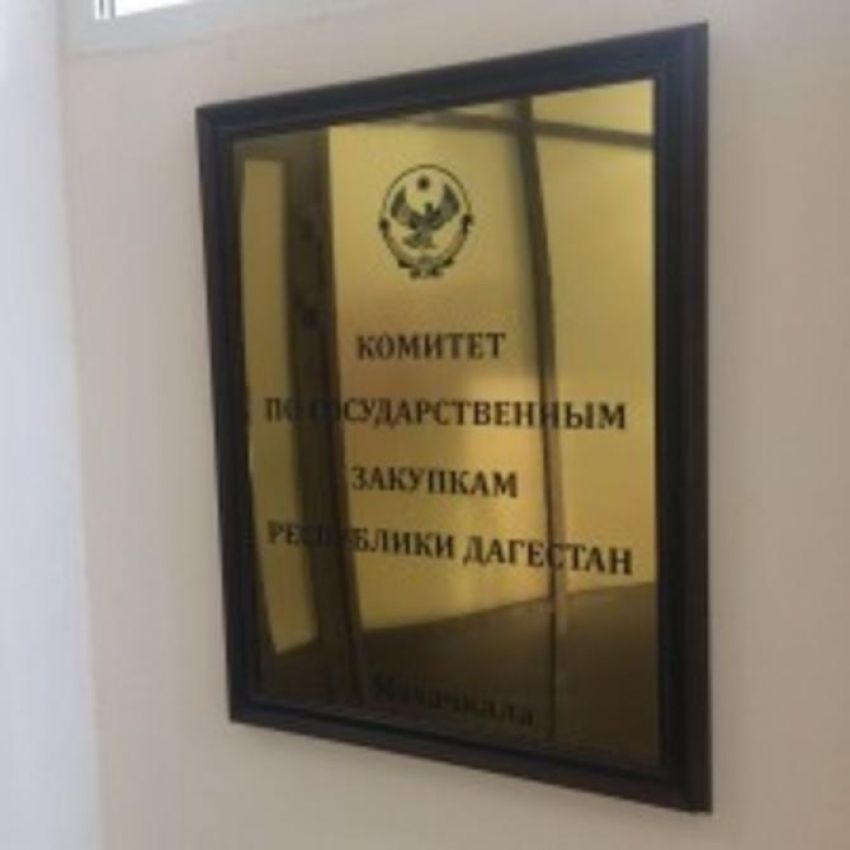 КОМИТЕТ
ПО ГОСУДАРСТВЕННЫМ
ЗАКУПКАМ
РЕСПУБЛИКИ ДАГЕСТАН
Махачкала